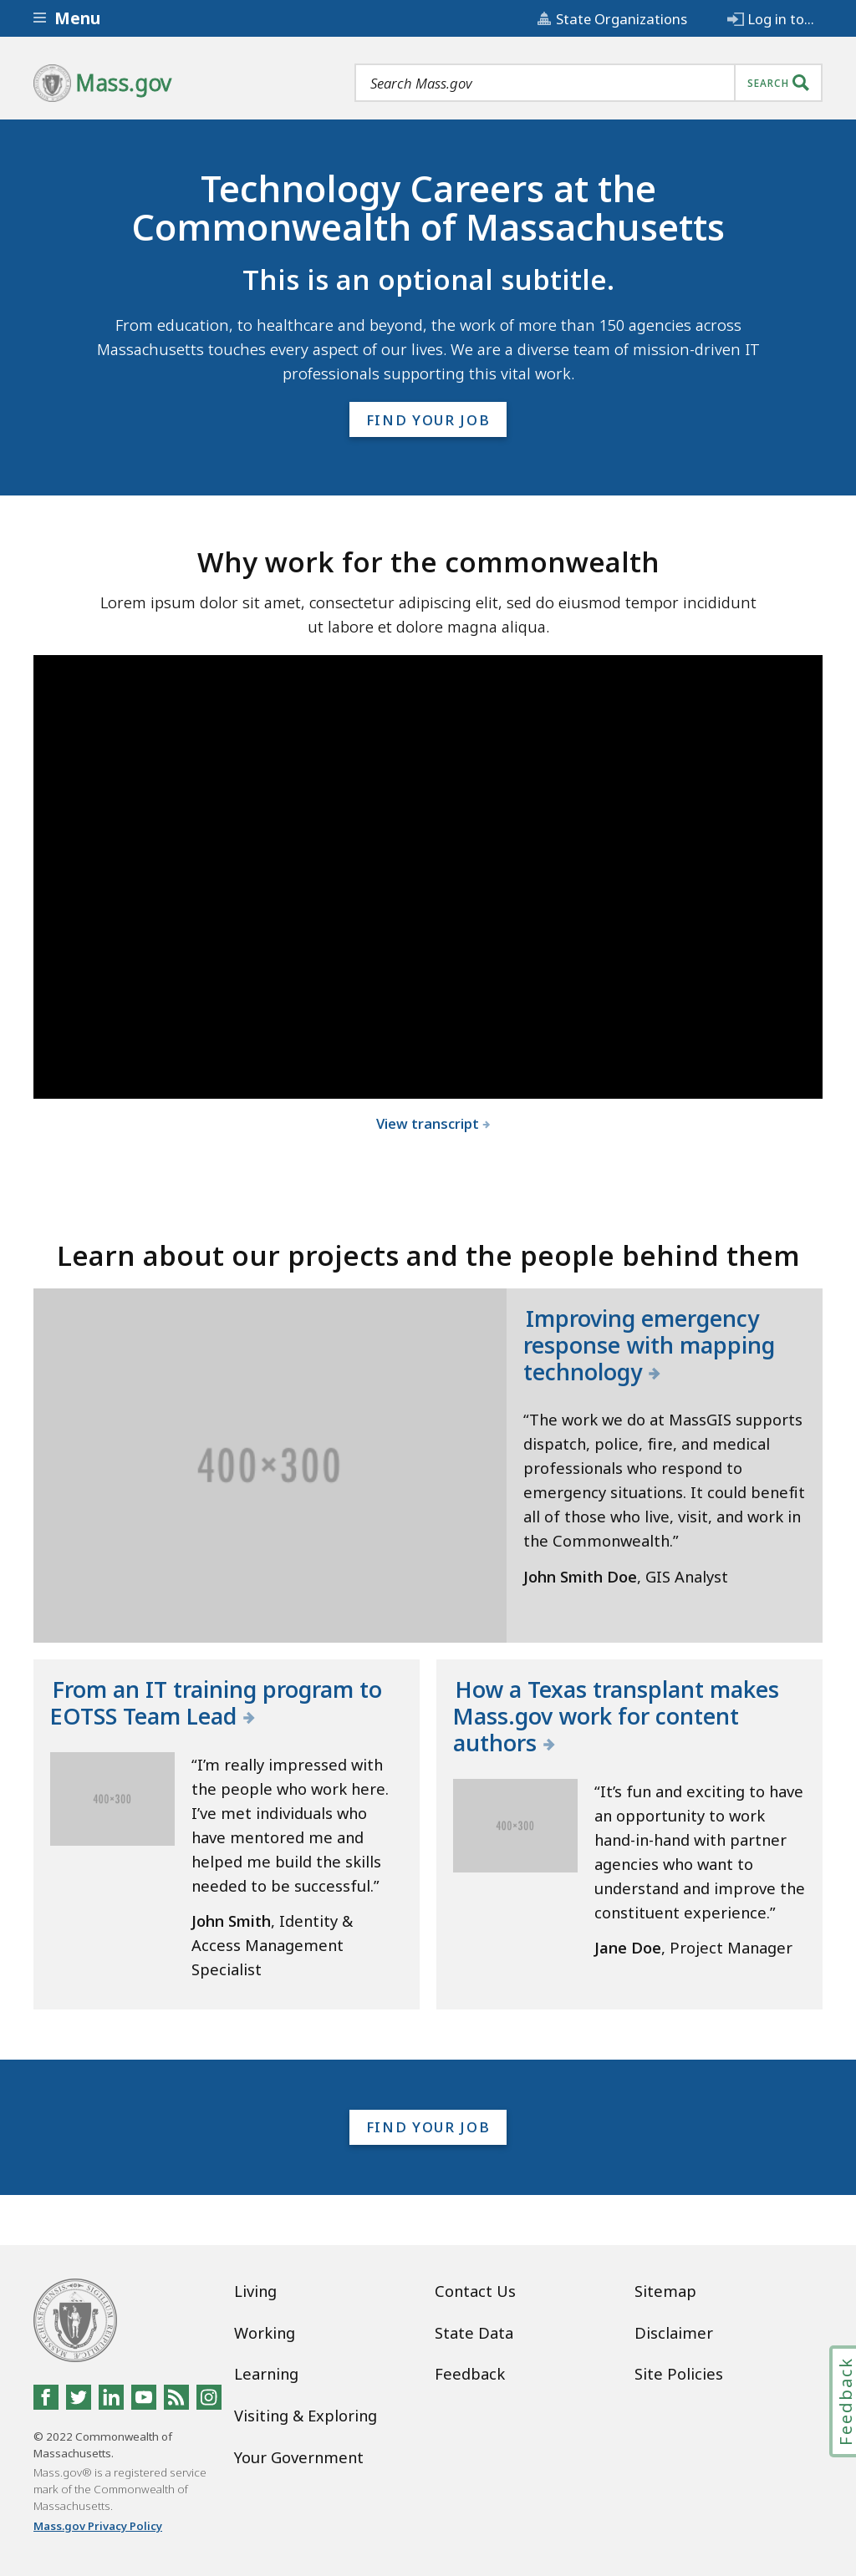 Menu
State Organizations
Log in to...
Mass.gov
Search Mass.gov
SEARCH
Technology Careers at the
Commonwealth of Massachusetts
This is an optional subtitle.
From education, to healthcare and beyond, the work of more than 150 agencies across
Massachusetts touches every aspect of our lives. We are a diverse team of mission-driven IT
professionals supporting this vital work.
FIND YOUR JOB
Why work for the commonwealth
Lorem ipsum dolor sit amet, consectetur adipiscing elit, sed do eiusmod tempor incididunt
ut labore et dolore magna aliqua.
View transcript
Learn about our projects and the people behind them
400×300
Improving emergency
response with mapping
technology
“The work we do at MassGIS supports
dispatch, police, fire, and medical
professionals who respond to
emergency situations. It could benefit
all of those who live, visit, and work in
the Commonwealth.”
John Smith Doe, GIS Analyst
From an IT training program to
EOTSS Team Lead
400×300
“I’m really impressed with
the people who work here.
I’ve met individuals who
have mentored me and
helped me build the skills
needed to be successful.”
John Smith, Identity &
Access Management
Specialist
How a Texas transplant makes
Mass.gov work for content
authors
400×300
“It’s fun and exciting to have
an opportunity to work
hand-in-hand with partner
agencies who want to
understand and improve the
constituent experience.”
Jane Doe, Project Manager
FIND YOUR JOB
Living
Working
Learning
Visiting & Exploring
Your Government
Contact Us
State Data
Feedback
Sitemap
Disclaimer
Site Policies
Feedback
© 2022 Commonwealth of
Massachusetts.
Mass.gov® is a registered service
mark of the Commonwealth of
Massachusetts.
Mass.gov Privacy Policy